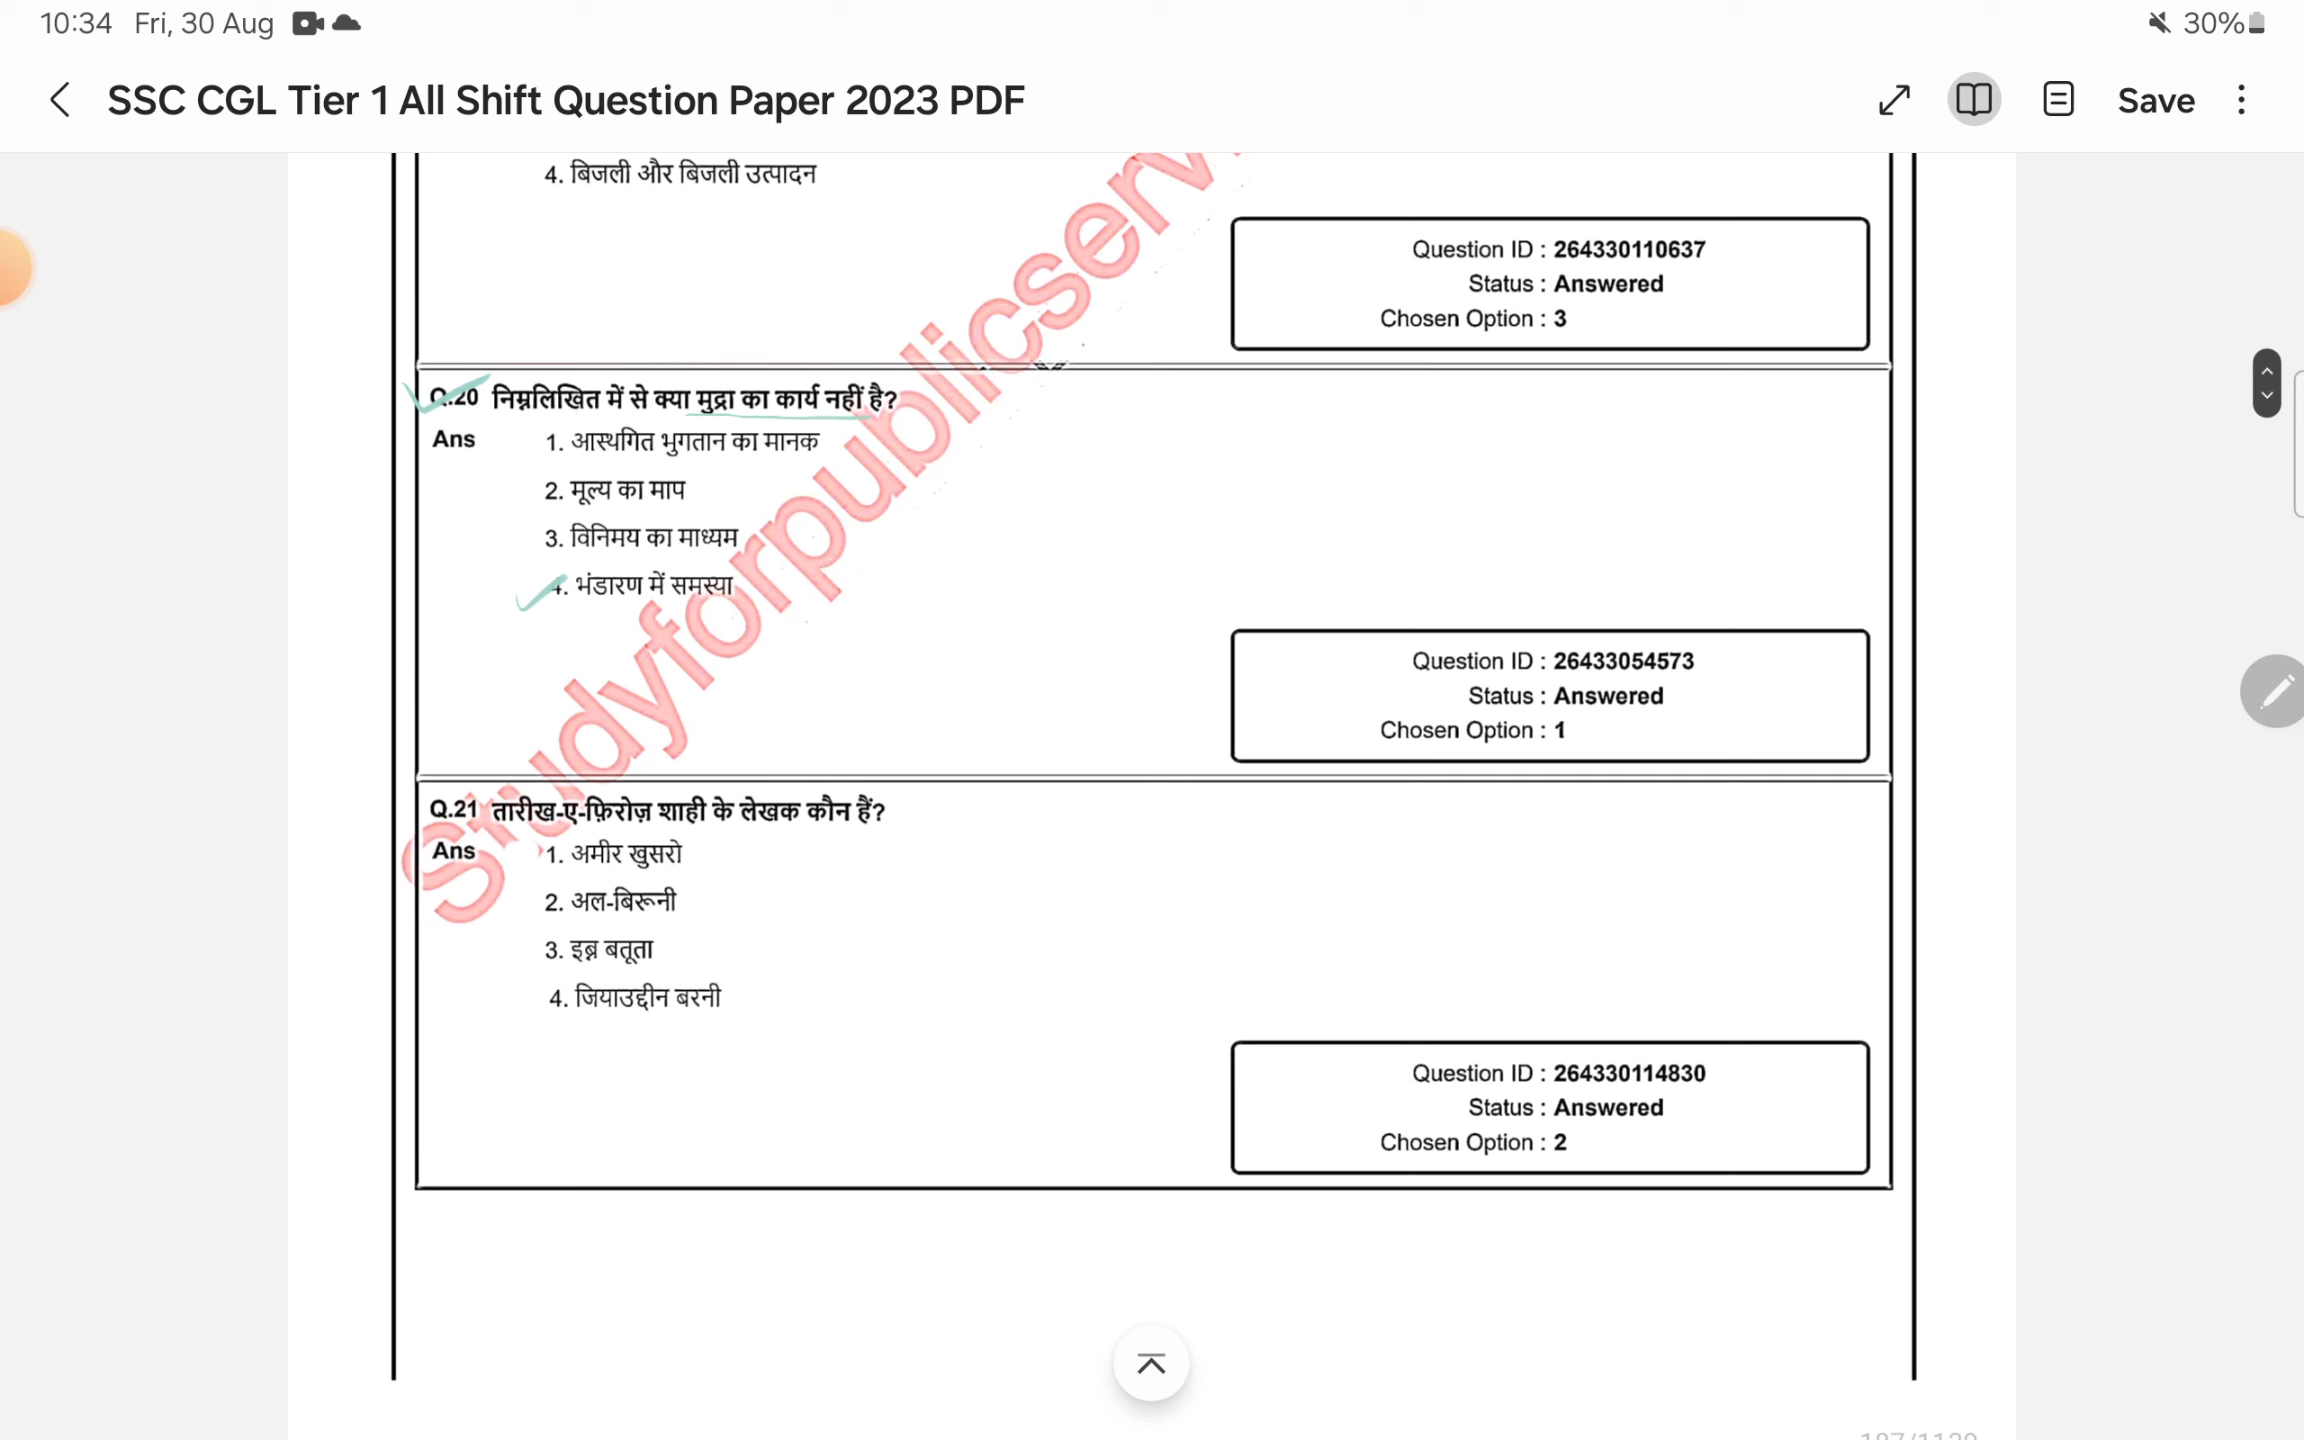 10:34 Fri, 30 Aug
30%
SSC CGL Tier 1 All Shift Question Paper 2023 PDF
Save
4. बिजली और बिजली उत्पादन
Question ID : 264330110637
Status : Answered
Chosen Option : 3
Q.20 निम्नलिखित में से क्या मुद्रा का कार्य नहीं है?
Ans 1. आस्थगित भुगतान का मानक
2. मूल्य का माप
3. विनिमय का माध्यम
4. भंडारण में समस्या
Question ID : 26433054573
Status : Answered
Chosen Option : 1
Q.21 तारीख-ए-फ़िरोज़ शाही के लेखक कौन हैं?
Ans 1. अमीर खुसरो
2. अल-बिरूनी
3. इब्न बतूता
4. जियाउद्दीन बरनी
Question ID : 264330114830
Status : Answered
Chosen Option : 2
Studyforpublicserv